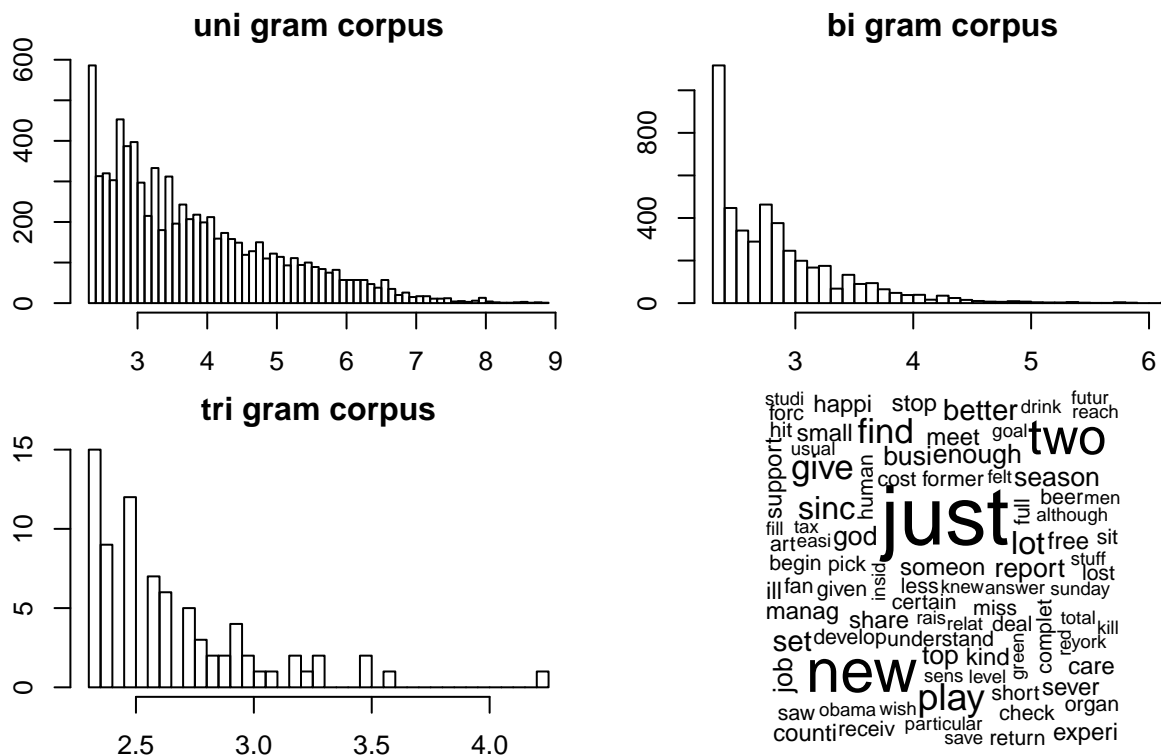 uni gram corpus
600
400
200
0
3 4 5 6 7 8 9
bi gram corpus
800
400
0
3 4 5 6
tri gram corpus
15
10
5
0
2.5 3.0 3.5 4.0
studi
forc
happi
stop
better
drink
futur
reach
hit
small
find
meet
goal
two
usual
support
give
busi
enough
human
cost
former
felt
season
sinc
just
full
beer
men
although
fill
tax
art
easi
god
lot
free
sit
begin
pick
someon
report
stuff
lost
ill
fan
given
insid
less
knew
answer
sunday
manag
certain
miss
share
rais
relat
deal
complet
total
kill
set
develop
understand
green
red
york
job
new
top
kind
care
sens
level
play
short
sever
saw
obama
wish
organ
counti
receiv
particular
check
save
return
experi